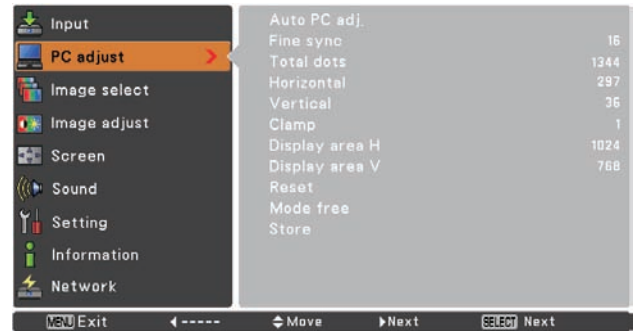 Input
PC adjust
Image select
Image adjust
Screen
Sound
Setting
Information
Network
Auto PC adj.
Fine sync 16
Total dots 1344
Horizontal 297
Vertical 36
Clamp 1
Display area H 1024
Display area V 768
Reset
Mode free
Store
MENU Exit ----- Move Next SELECT Next